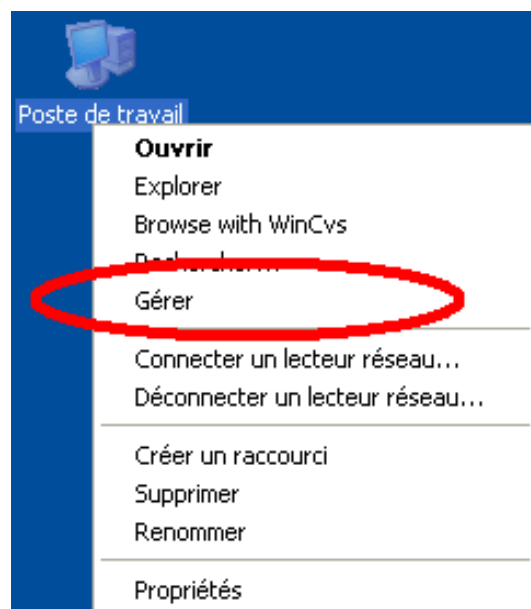 Poste de travail
Ouvrir
Explorer
Browse with WinCvs
Rechercher...
Gérer
Connecter un lecteur réseau...
Déconnecter un lecteur réseau...
Créer un raccourci
Supprimer
Renommer
Propriétés